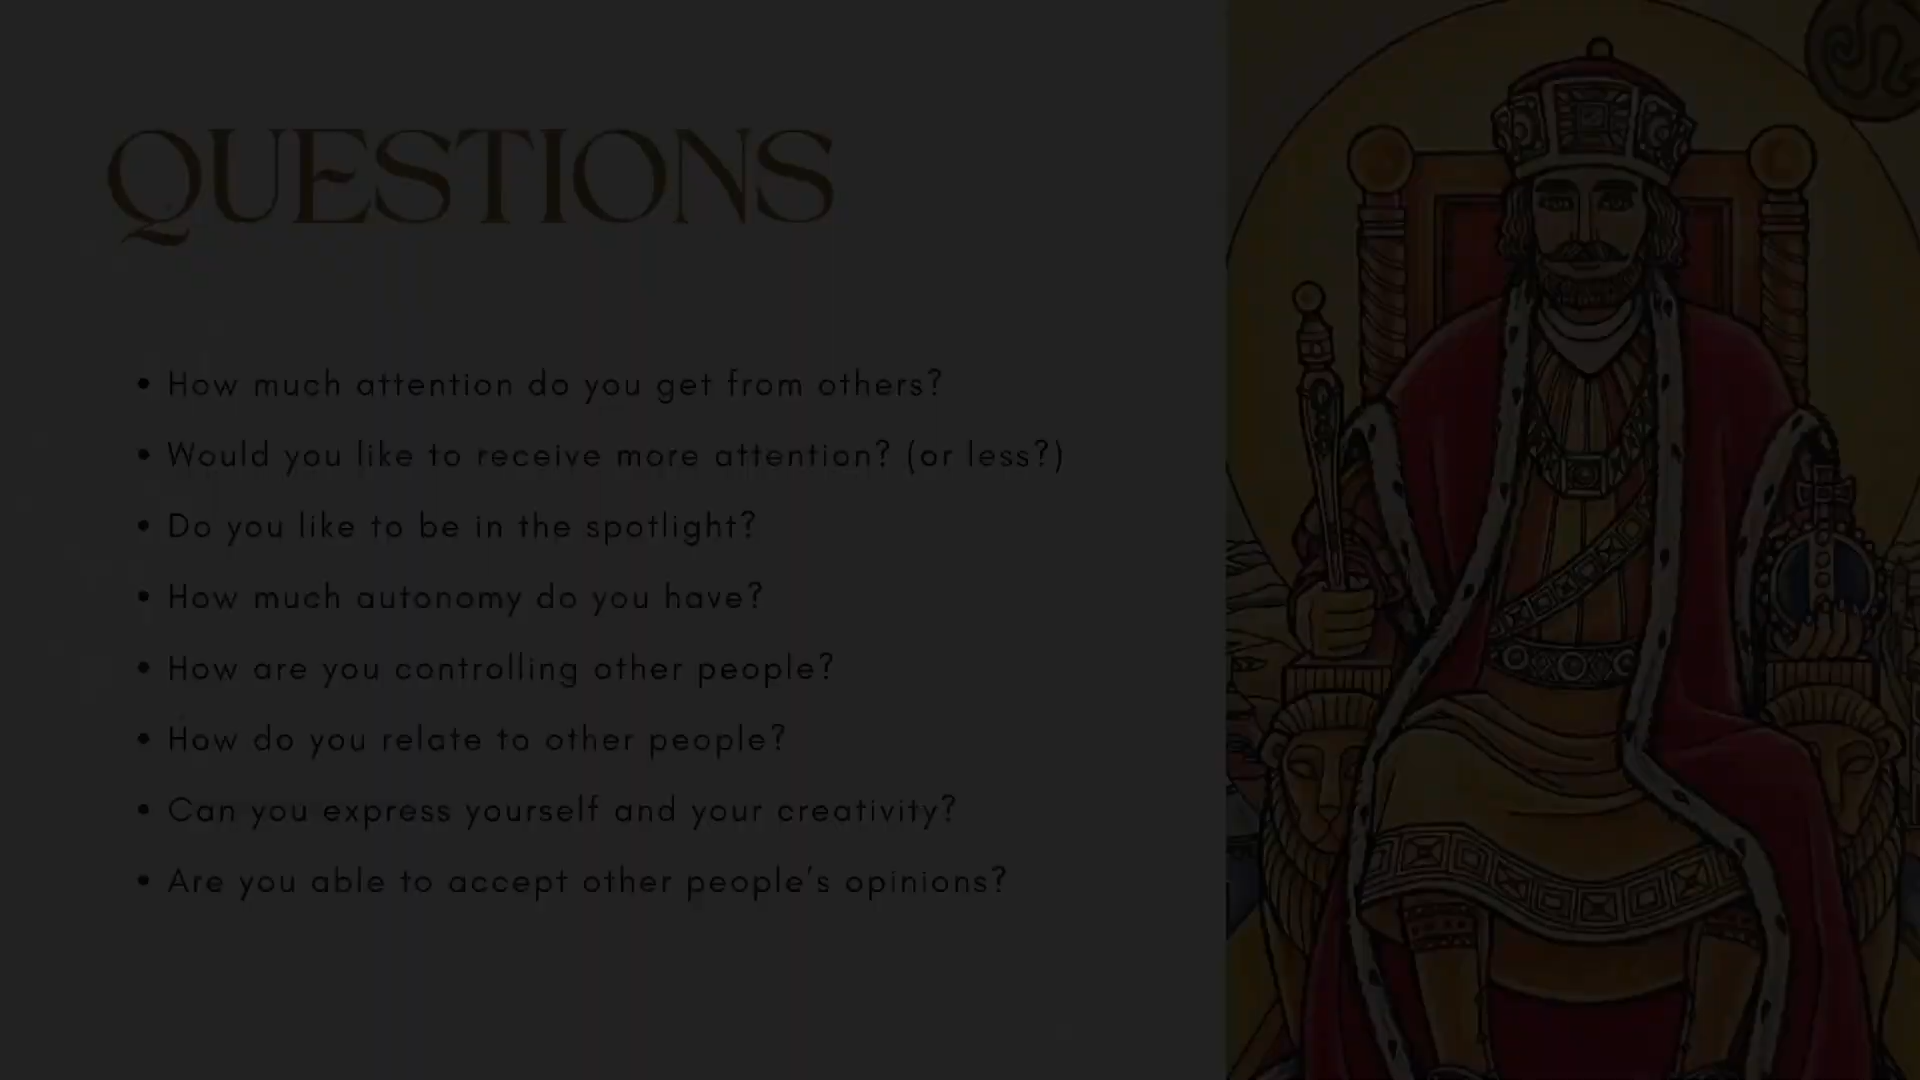 QUESTIONS
• How much attention do you get from others?
• Would you like to receive more attention? (or less?)
• Do you like to be in the spotlight?
• How much autonomy do you have?
• How are you controlling other people?
• How do you relate to other people?
• Can you express yourself and your creativity?
• Are you able to accept other people's opinions?